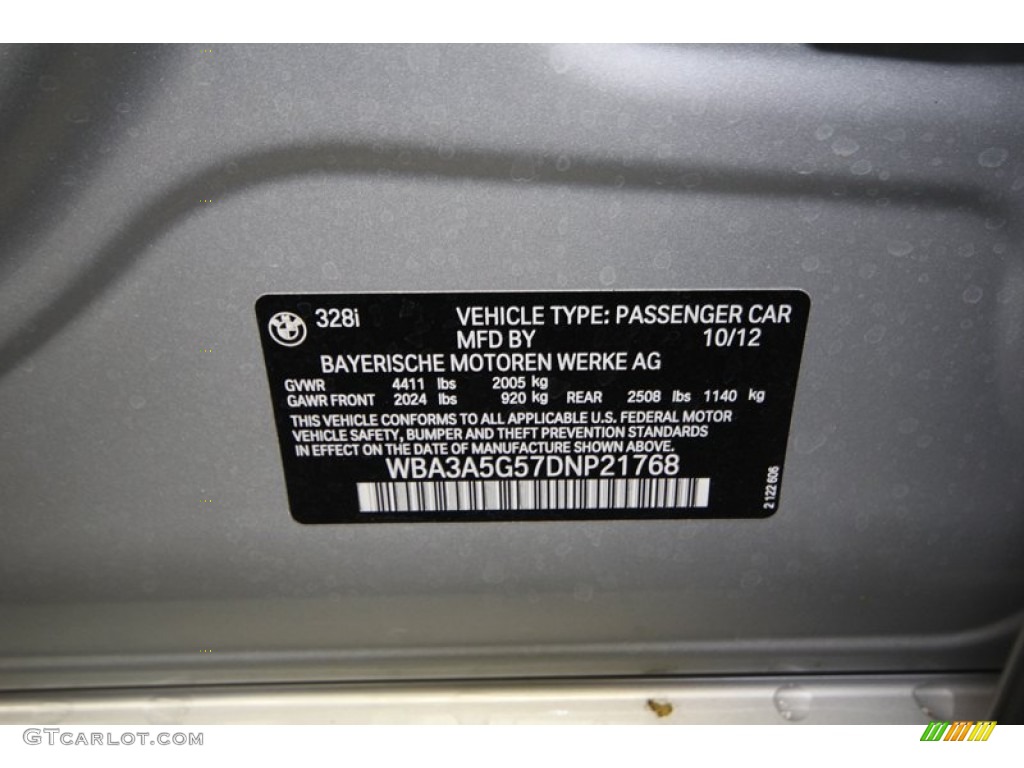 328i VEHICLE TYPE: PASSENGER CAR
MFD BY 10/12
BAYERISCHE MOTOREN WERKE AG
GVWR 4411 lbs 2005 kg
GAWR FRONT 2024 lbs 920 kg REAR 2508 lbs 1140 kg
THIS VEHICLE CONFORMS TO ALL APPLICABLE U.S. FEDERAL MOTOR
VEHICLE SAFETY, BUMPER AND THEFT PREVENTION STANDARDS
IN EFFECT ON THE DATE OF MANUFACTURE SHOWN ABOVE.
WBA3A5G57DNP21768
2 122 606
GTCARLOT.COM